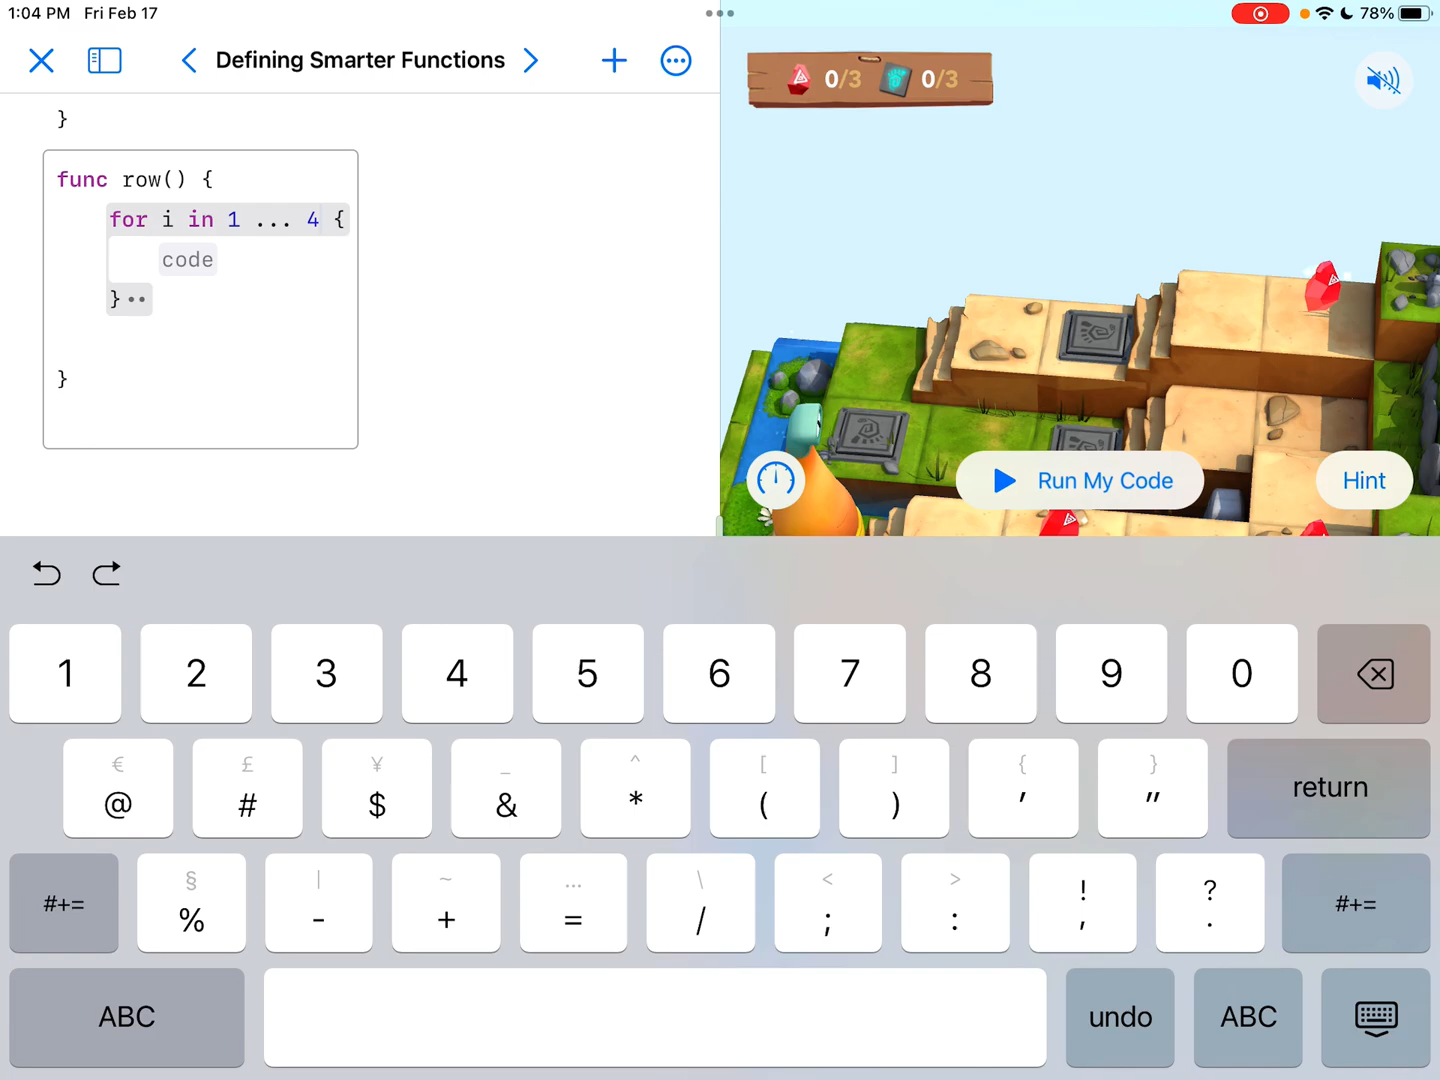 1:04 PM Fri Feb 17
78%
Defining Smarter Functions
0/3 0/3
}
func row() {
for i in 1 ... 4 {
code
}
}
Run My Code
Hint
1 2 3 4 5 6 7 8 9 0
€ £ ¥ _ ^ [ ] { }
@ # $ & * ( ) ' "
return
§ | ~ … \ < > ! ?
#+= % - + = / ; : , . #+=
ABC undo ABC